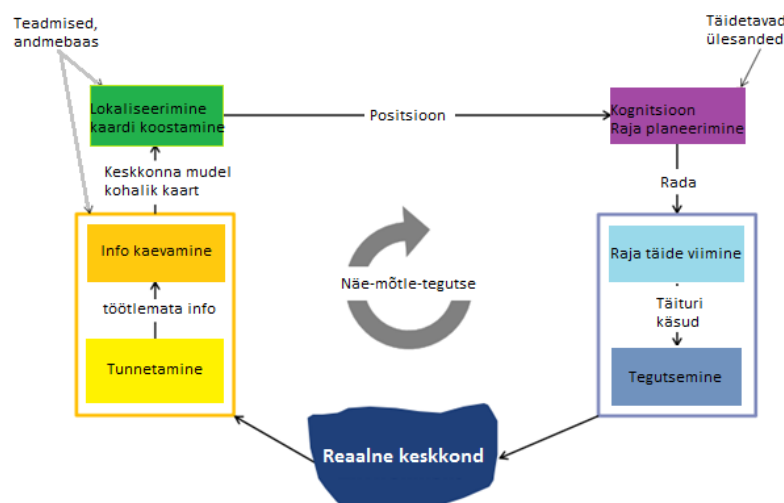 Teadmised,
andmebaas
Täidetavad
ülesanded
Lokaliseerimine
kaardi koostamine
Positsioon
Kognitsioon
Raja planeerimine
Keskkonna mudel
kohalik kaart
Rada
Info kaevamine
Näe-mõtle-tegutse
Raja täide viimine
töötlemata info
Täituri
käsud
Tunnetamine
Tegutsemine
Reaalne keskkond